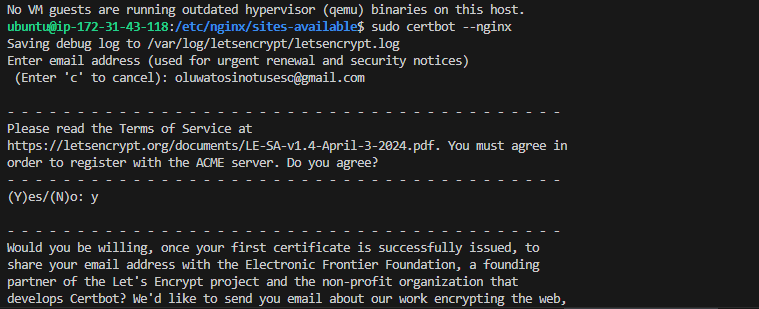 No VM guests are running outdated hypervisor (qemu) binaries on this host.
ubuntu@ip-172-31-43-118:/etc/nginx/sites-available$ sudo certbot --nginx
Saving debug log to /var/log/letsencrypt/letsencrypt.log
Enter email address (used for urgent renewal and security notices)
 (Enter 'c' to cancel): oluwatosinotuseso@gmail.com

- - - - - - - - - - - - - - - - - - - - - - - - - - - - - - - - - - - - - - - -
Please read the Terms of Service at
https://letsencrypt.org/documents/LE-SA-v1.4-April-3-2024.pdf. You must agree in
order to register with the ACME server. Do you agree?
- - - - - - - - - - - - - - - - - - - - - - - - - - - - - - - - - - - - - - - -
(Y)es/(N)o: y

- - - - - - - - - - - - - - - - - - - - - - - - - - - - - - - - - - - - - - - -
Would you be willing, once your first certificate is successfully issued, to
share your email address with the Electronic Frontier Foundation, a founding
partner of the Let's Encrypt project and the non-profit organization that
develops Certbot? We'd like to send you email about our work encrypting the web,